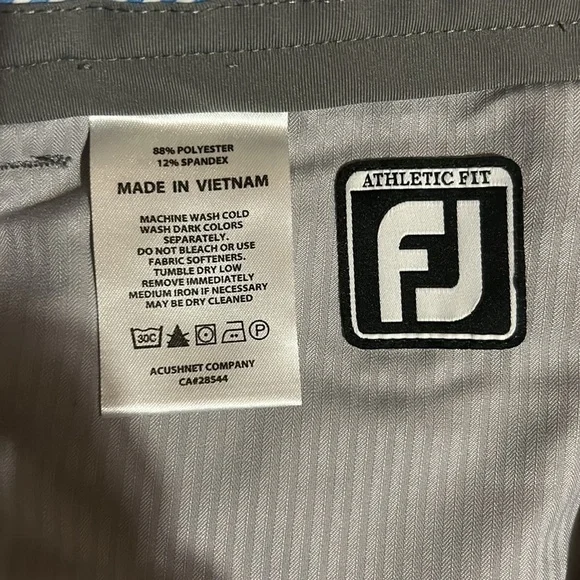 88% POLYESTER
12% SPANDEX
MADE IN VIETNAM
MACHINE WASH COLD
WASH DARK COLORS
SEPARATELY.
DO NOT BLEACH OR USE
FABRIC SOFTENERS.
TUMBLE DRY LOW
REMOVE IMMEDIATELY
MEDIUM IRON IF NECESSARY
MAY BE DRY CLEANED
30C P
ACUSHNET COMPANY
CA#28544
ATHLETIC FIT
FJ